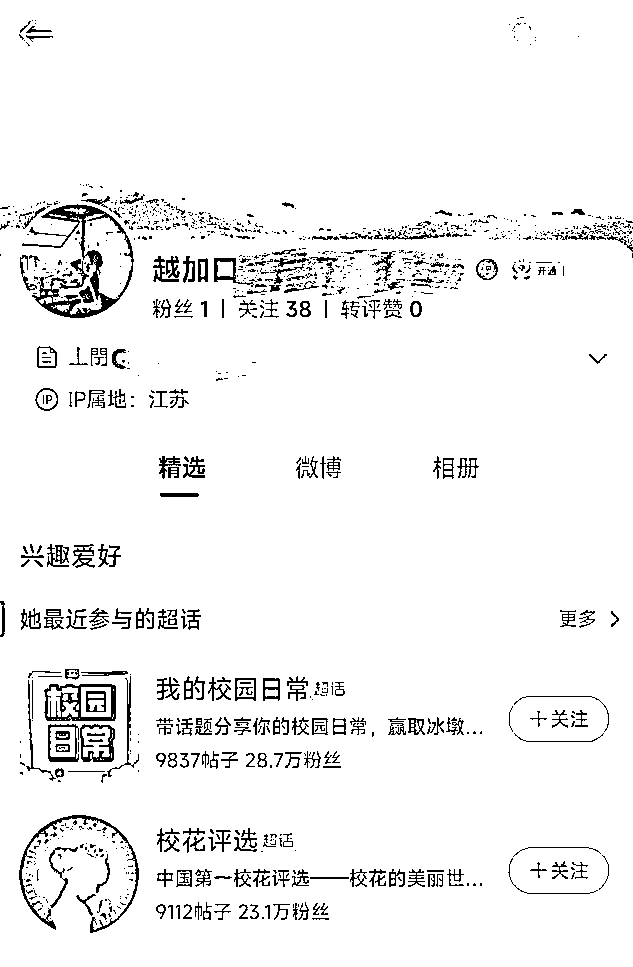 越加
开通
粉丝 1 | 关注 38 | 转评赞 0
IP属地：江苏
精选 微博 相册
兴趣爱好
她最近参与的超话 更多
校园日常
我的校园日常 超话
带话题分享你的校园日常，赢取冰墩... +关注
9837帖子 28.7万粉丝
校花评选 超话
中国第一校花评选——校花的美丽世... +关注
9112帖子 23.1万粉丝